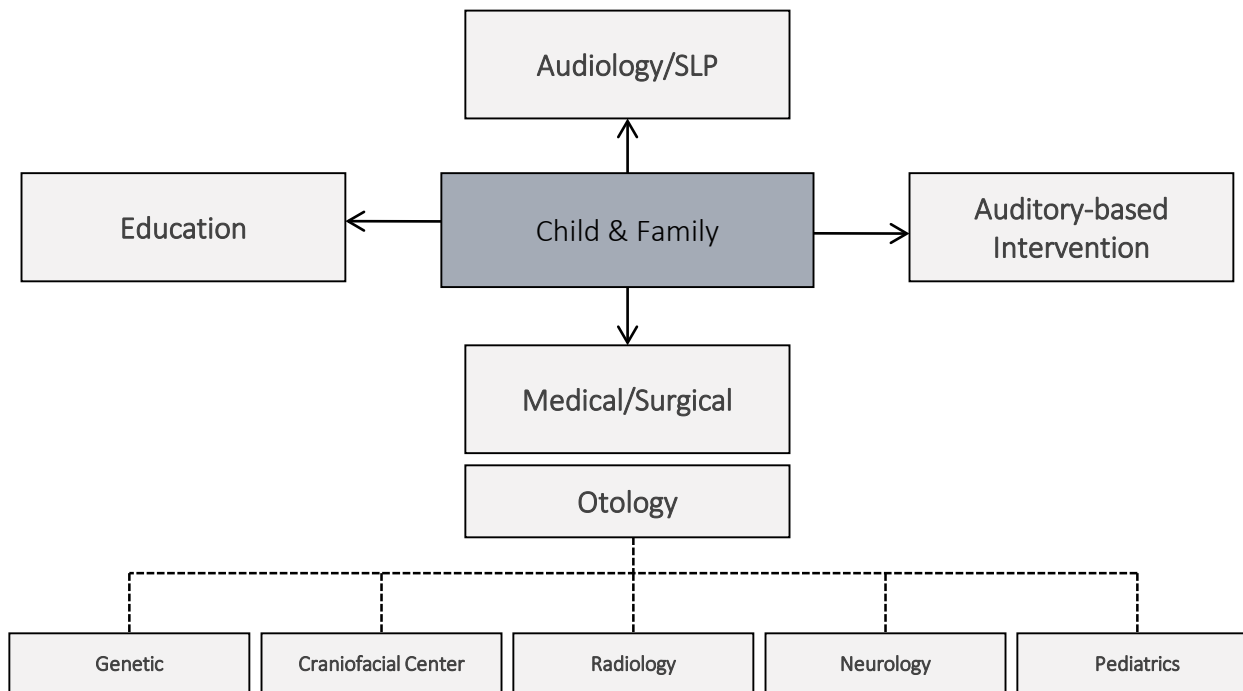 Audiology/SLP
Education
Child & Family
Auditory-based
Intervention
Medical/Surgical
Otology
Genetic
Craniofacial Center
Radiology
Neurology
Pediatrics